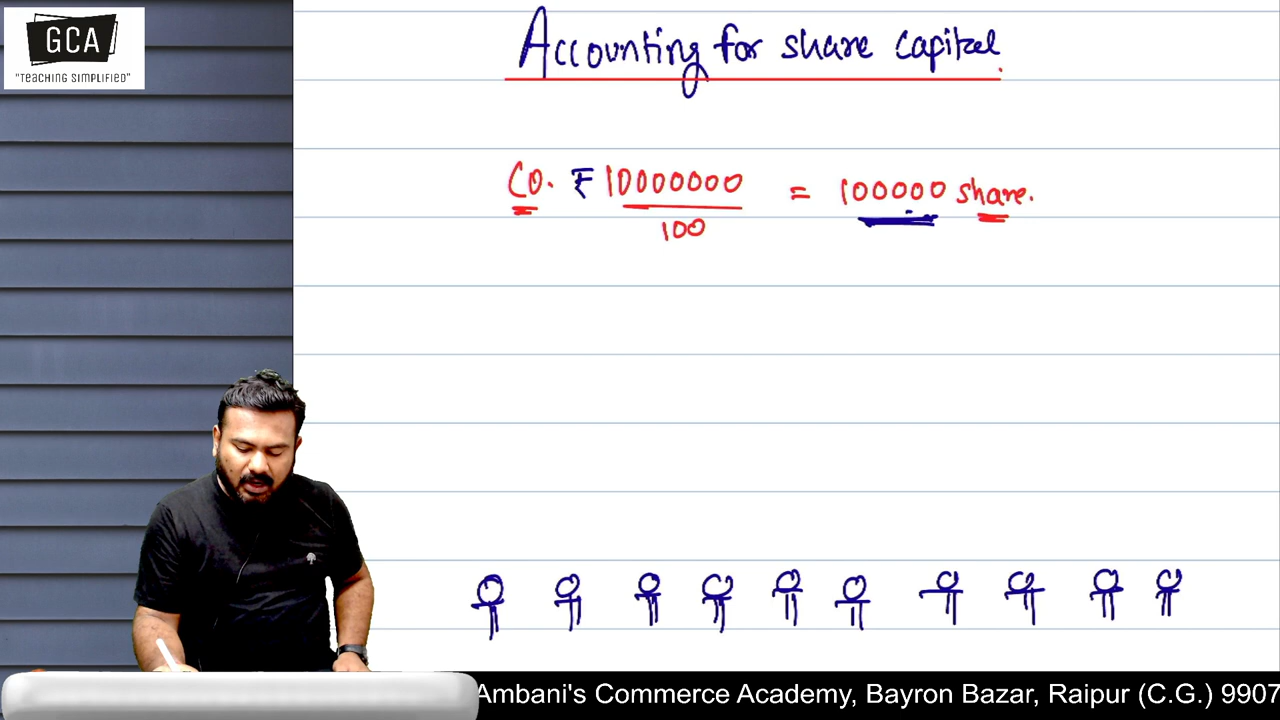 GCA
"TEACHING SIMPLIFIED"
Accounting for share capital.
Co. ₹ 10000000 = 100000 share.
100
Ambani's Commerce Academy, Bayron Bazar, Raipur (C.G.) 9907